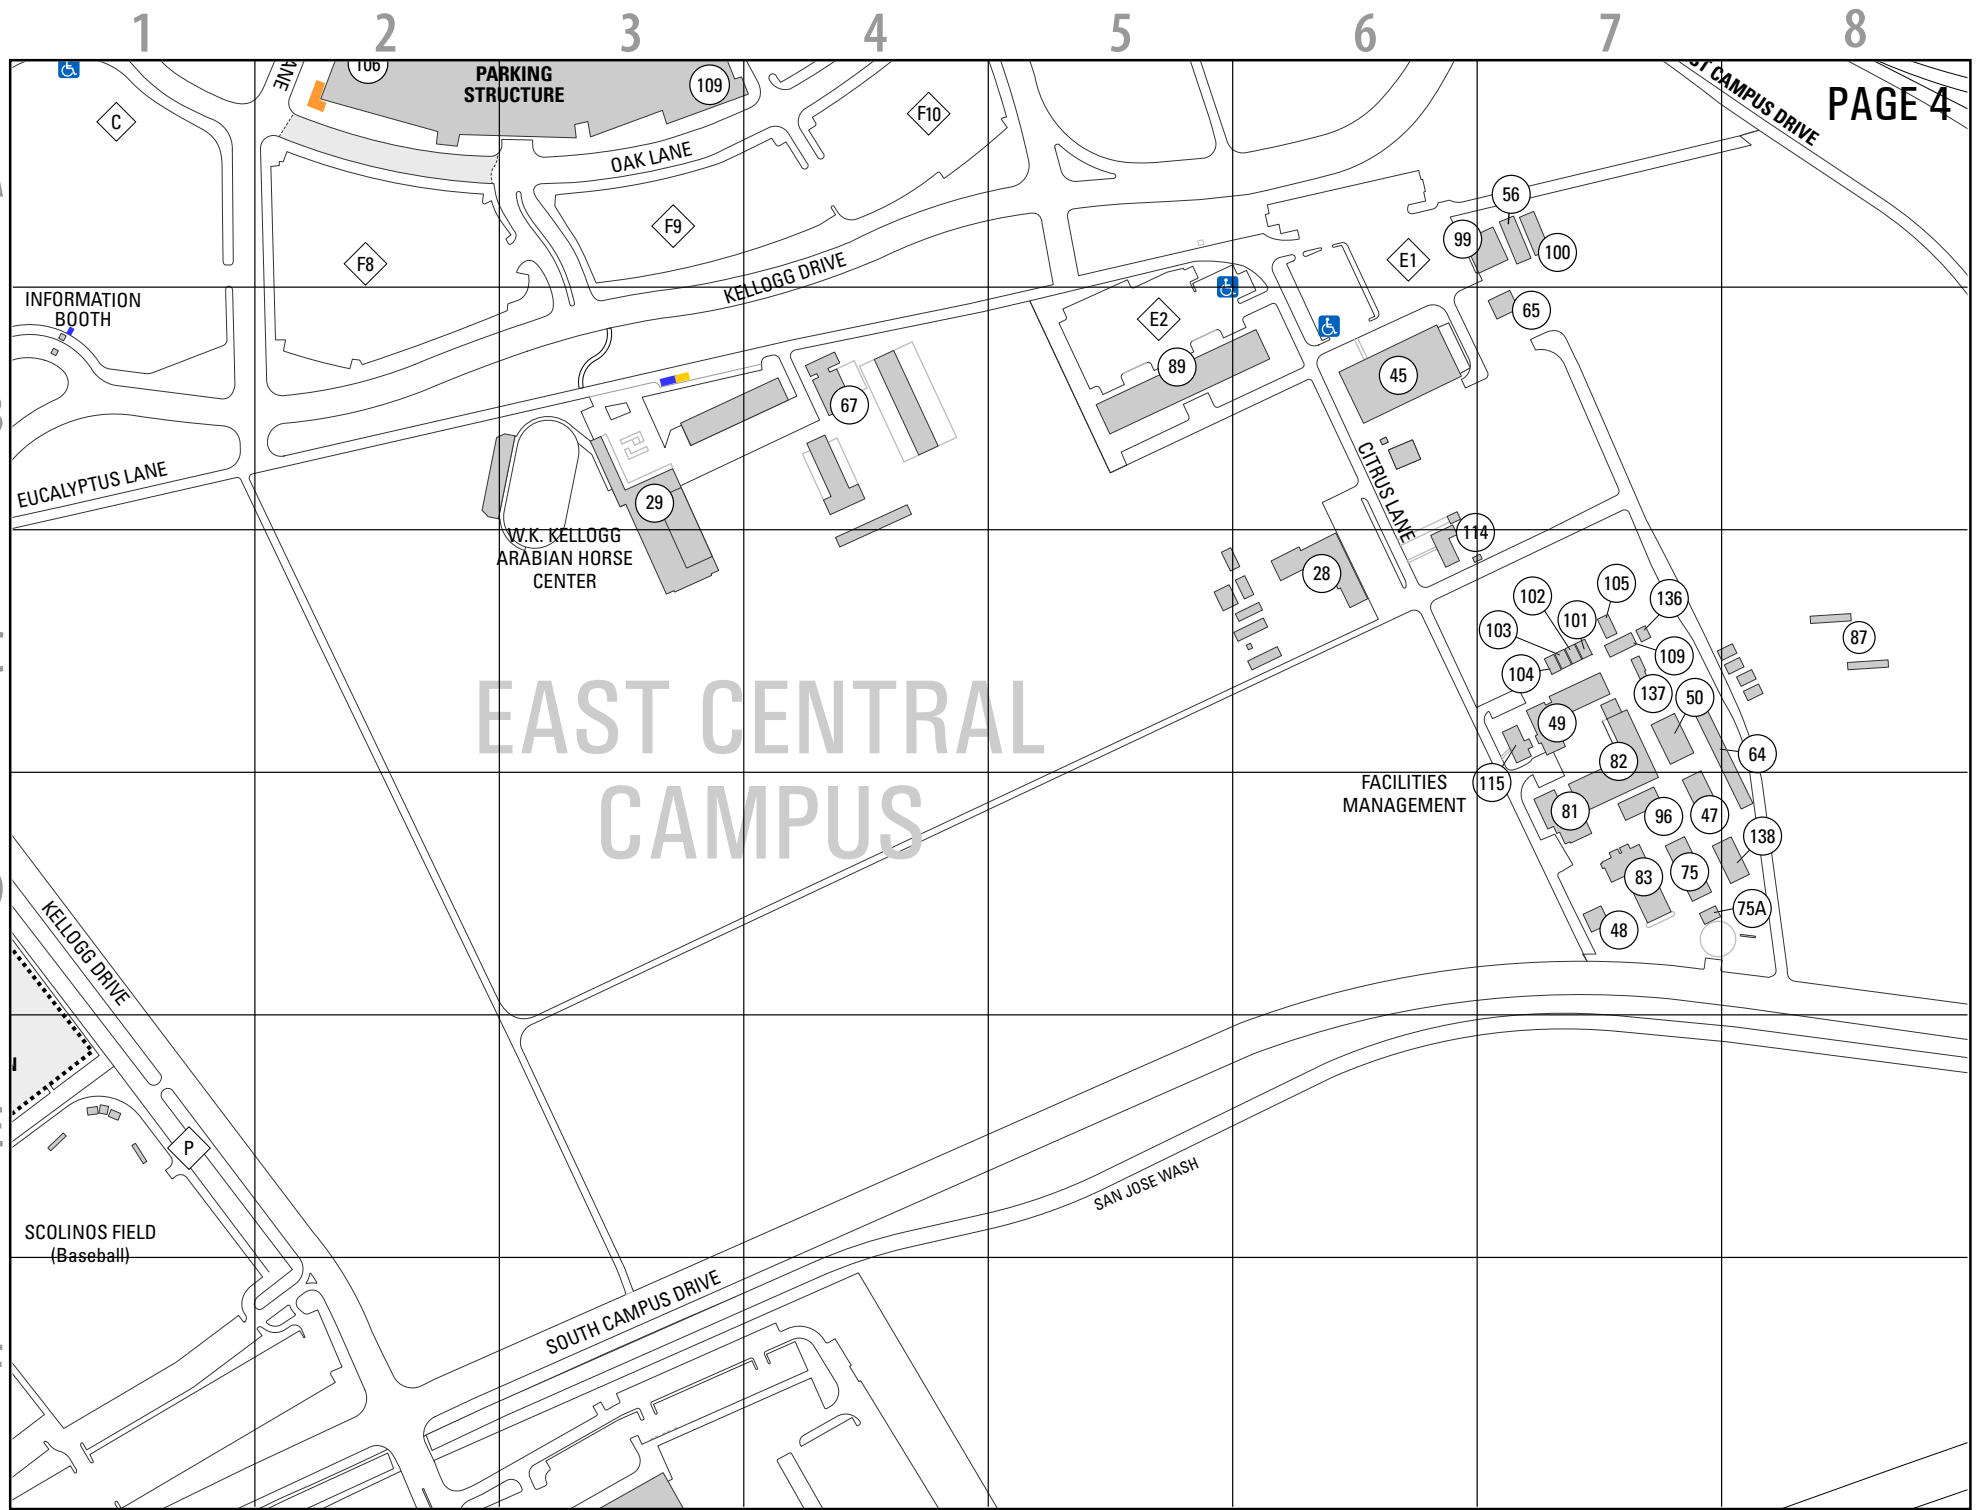 1 2 3 4 5 6 7 8
PAGE 4
106
PARKING
STRUCTURE
109
C
F10
OAK LANE
CAMPUS DRIVE
F9
F8
KELLOGG DRIVE
56
99
100
E1
INFORMATION
BOOTH
E2
65
89
45
67
EUCALYPTUS LANE
29
CITRUS LANE
W.K. KELLOGG
ARABIAN HORSE
CENTER
114
28
105
136
102
101
103
109
87
104
137
50
49
64
82
115
EAST CENTRAL
CAMPUS
FACILITIES
MANAGEMENT
81
96
47
138
83
75
75A
48
KELLOGG DRIVE
P
SAN JOSE WASH
SCOLINOS FIELD
(Baseball)
SOUTH CAMPUS DRIVE